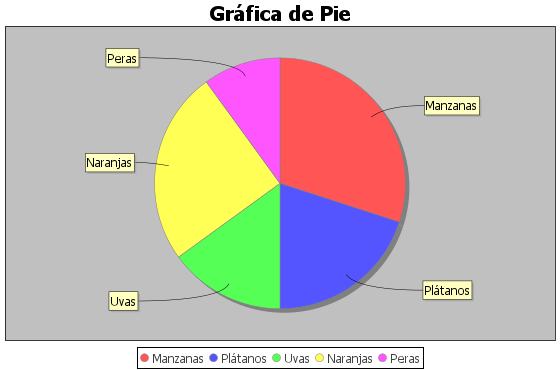 Gráfica de Pie
Peras
Manzanas
Naranjas
Plátanos
Uvas
Manzanas Plátanos Uvas Naranjas Peras